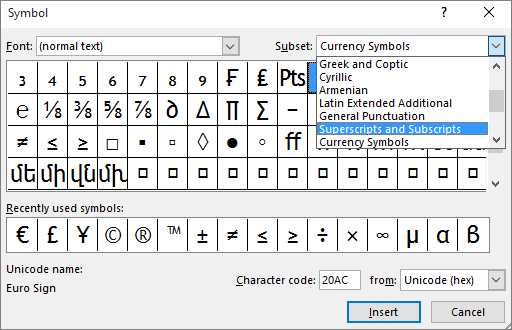 Symbol
Font: (normal text) Subset: Currency Symbols
Greek and Coptic
Cyrillic
Armenian
Latin Extended Additional
General Punctuation
Superscripts and Subscripts
Currency Symbols
₃ ₄ ₅ ₆ ₇ ₈ ₉ ₣ ₤ ₧
℮ ⅛ ⅜ ⅝ ⅞ ∂ ∆ ∏ ∑ −
≠ ≤ ≥ □ ▪ ▫ ◊ ● ◦ ff
մե մի վն մխ
Recently used symbols:
€ £ ¥ © ® ™ ± ≠ ≤ ≥ ÷ × ∞ µ α β
Unicode name:
Euro Sign
Character code: 20AC from: Unicode (hex)
Insert Cancel